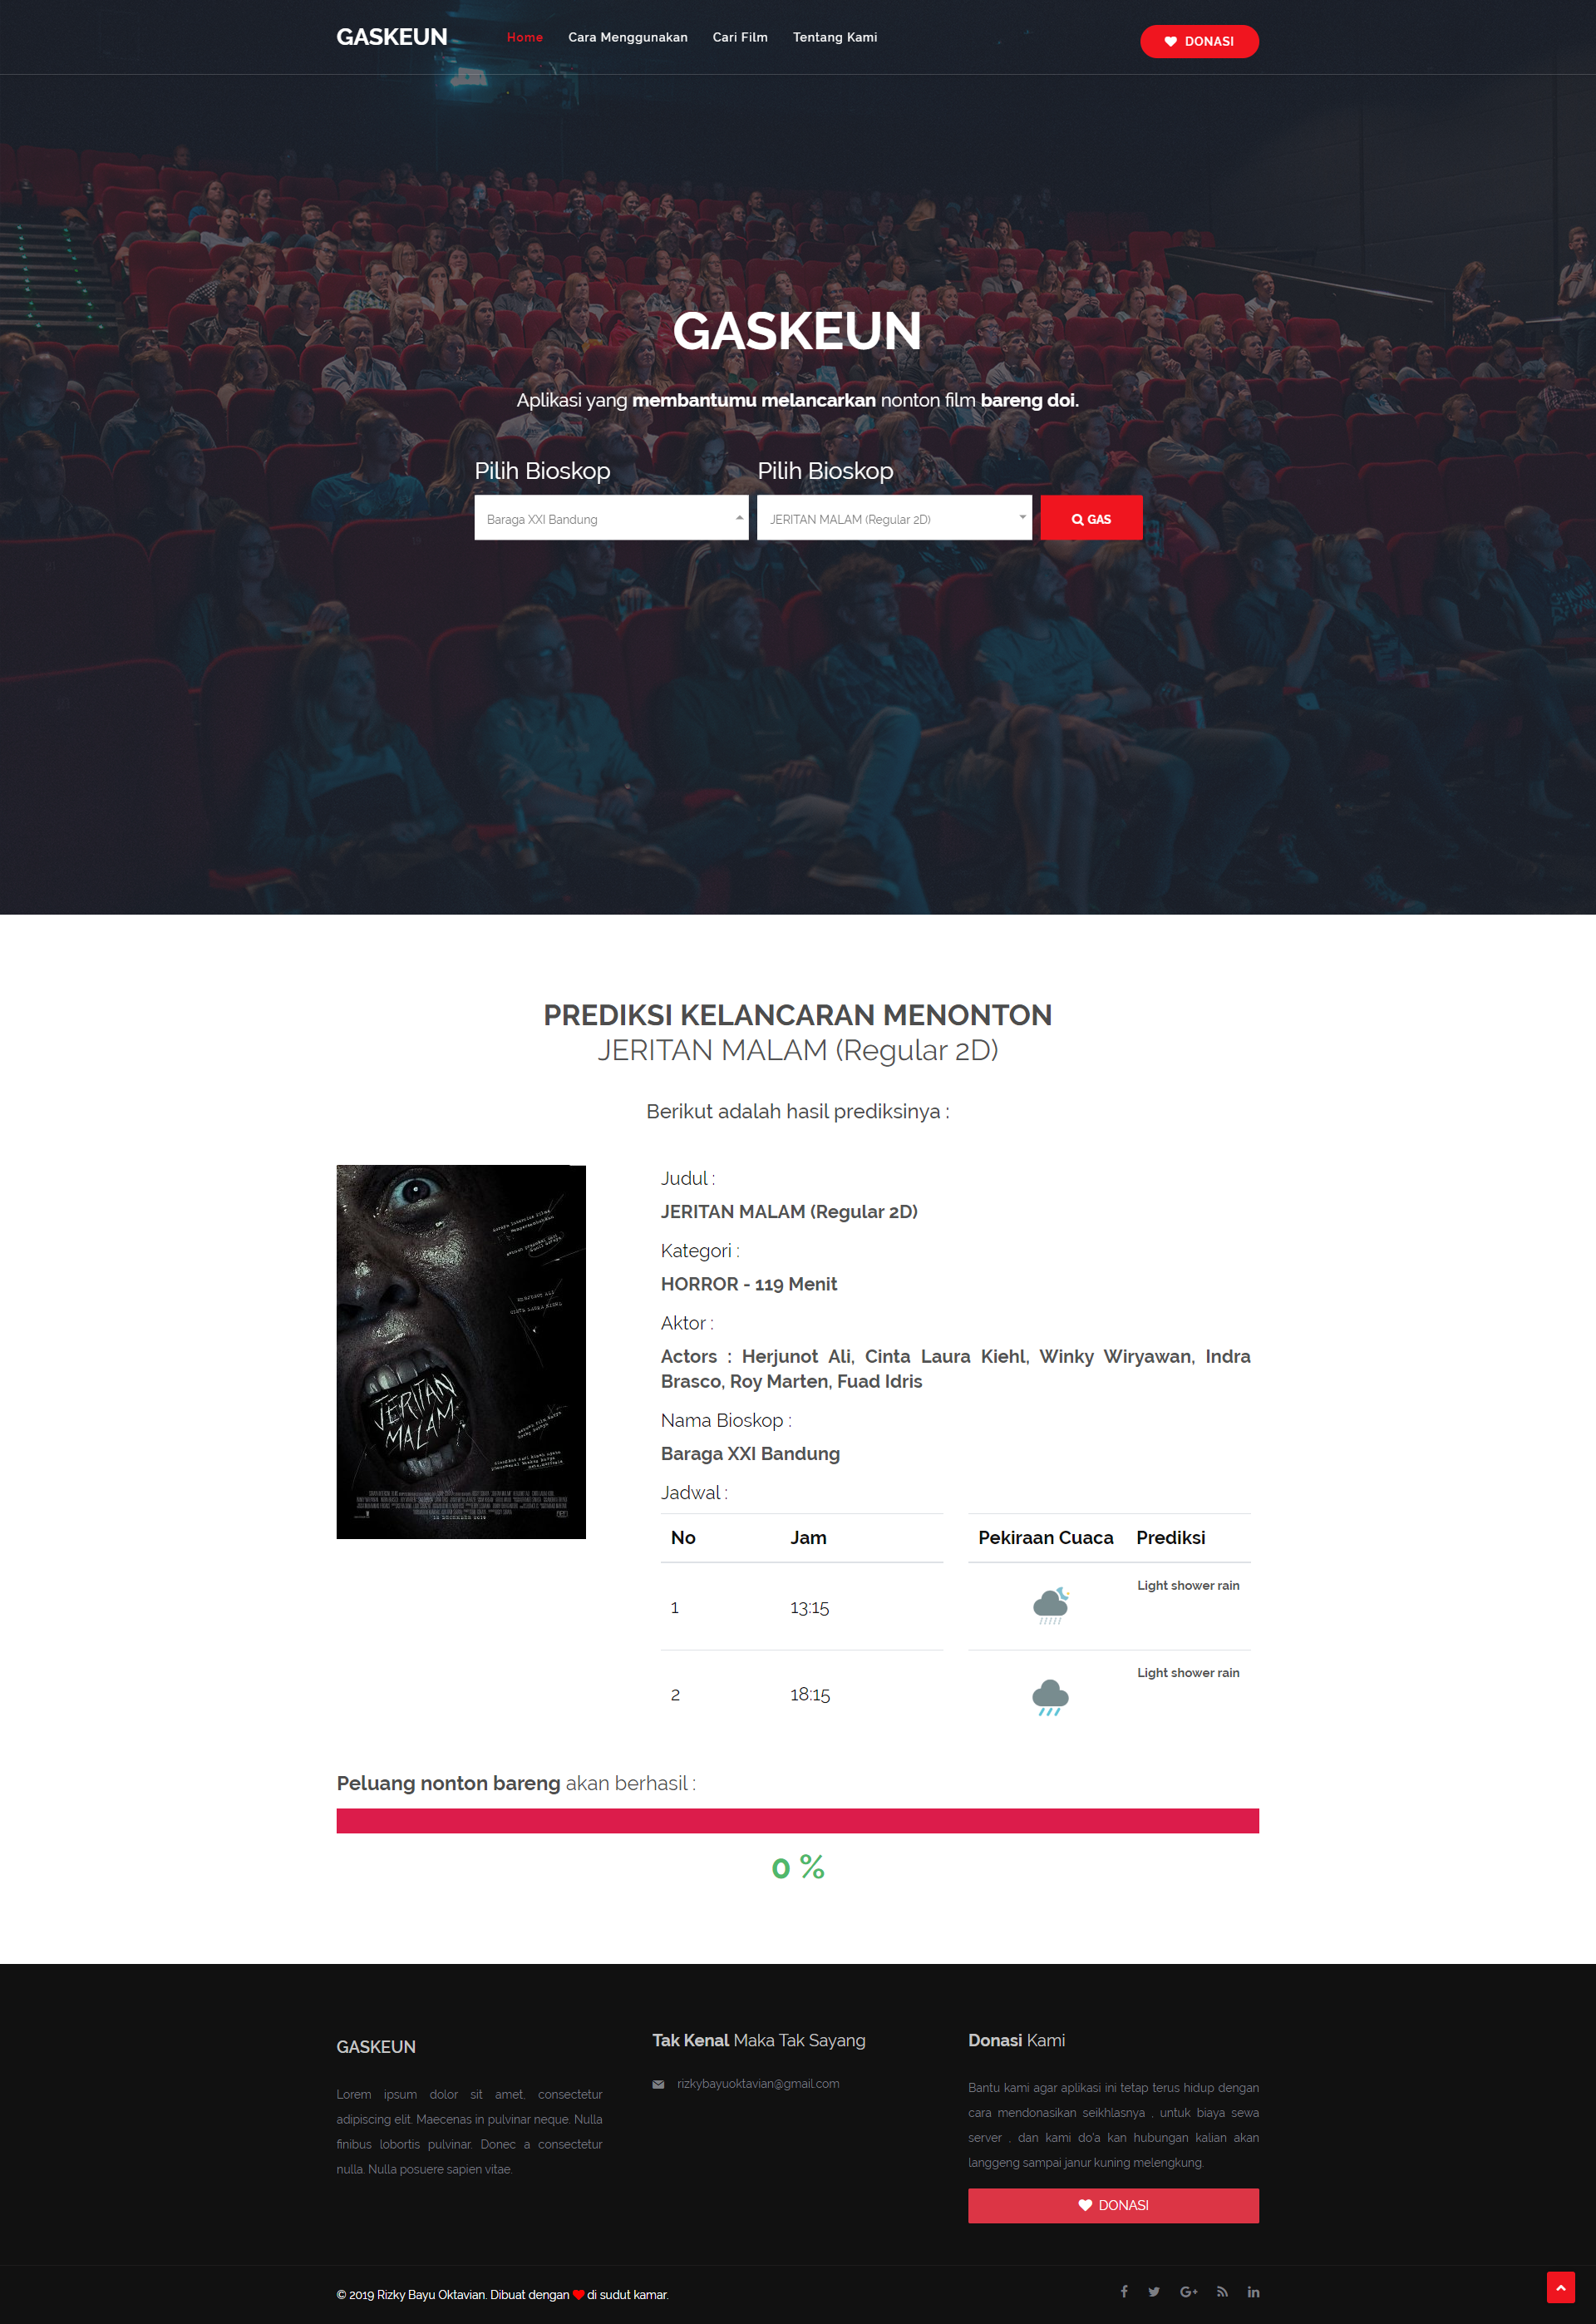 GASKEUN
Home Cara Menggunakan Cari Film Tentang Kami
DONASI
GASKEUN
Aplikasi yang membantumu melancarkan nonton film bareng doi.
Pilih Bioskop Pilih Bioskop
Baraga XXI Bandung JERITAN MALAM (Regular 2D) GAS
PREDIKSI KELANCARAN MENONTON
JERITAN MALAM (Regular 2D)
Berikut adalah hasil prediksinya :
JERITAN
MALAM
Judul :
JERITAN MALAM (Regular 2D)
Kategori :
HORROR - 119 Menit
Aktor :
Actors : Herjunot Ali, Cinta Laura Kiehl, Winky Wiryawan, Indra
Brasco, Roy Marten, Fuad Idris
Nama Bioskop :
Baraga XXI Bandung
Jadwal :
No Jam Pekiraan Cuaca Prediksi
1 13:15 Light shower rain
2 18:15 Light shower rain
Peluang nonton bareng akan berhasil :
0 %
GASKEUN
Lorem ipsum dolor sit amet, consectetur
adipiscing elit. Maecenas in pulvinar neque. Nulla
finibus lobortis pulvinar. Donec a consectetur
nulla. Nulla posuere sapien vitae.
Tak Kenal Maka Tak Sayang
rizkybayuoktavian@gmail.com
Donasi Kami
Bantu kami agar aplikasi ini tetap terus hidup dengan
cara mendonasikan seikhlasnya , untuk biaya sewa
server , dan kami do'a kan hubungan kalian akan
langgeng sampai janur kuning melengkung.
DONASI
© 2019 Rizky Bayu Oktavian. Dibuat dengan di sudut kamar.